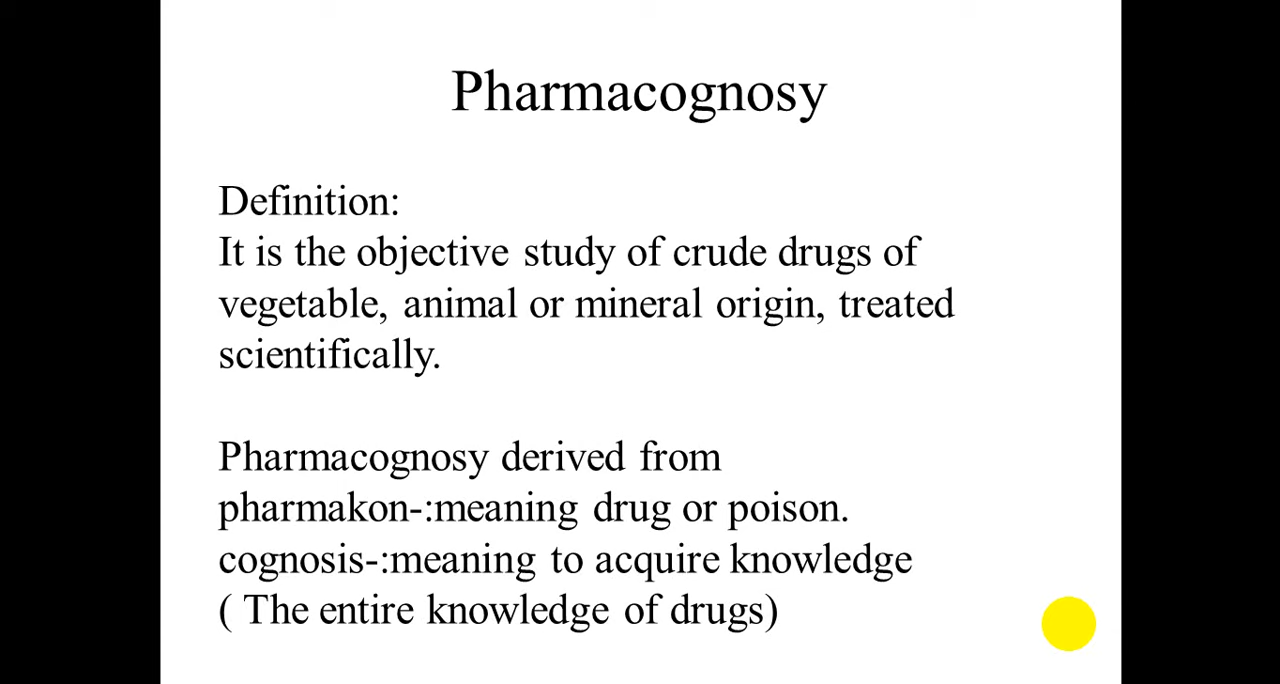 Pharmacognosy
Definition:
It is the objective study of crude drugs of
vegetable, animal or mineral origin, treated
scientifically.
Pharmacognosy derived from
pharmakon-:meaning drug or poison.
cognosis-:meaning to acquire knowledge
( The entire knowledge of drugs)